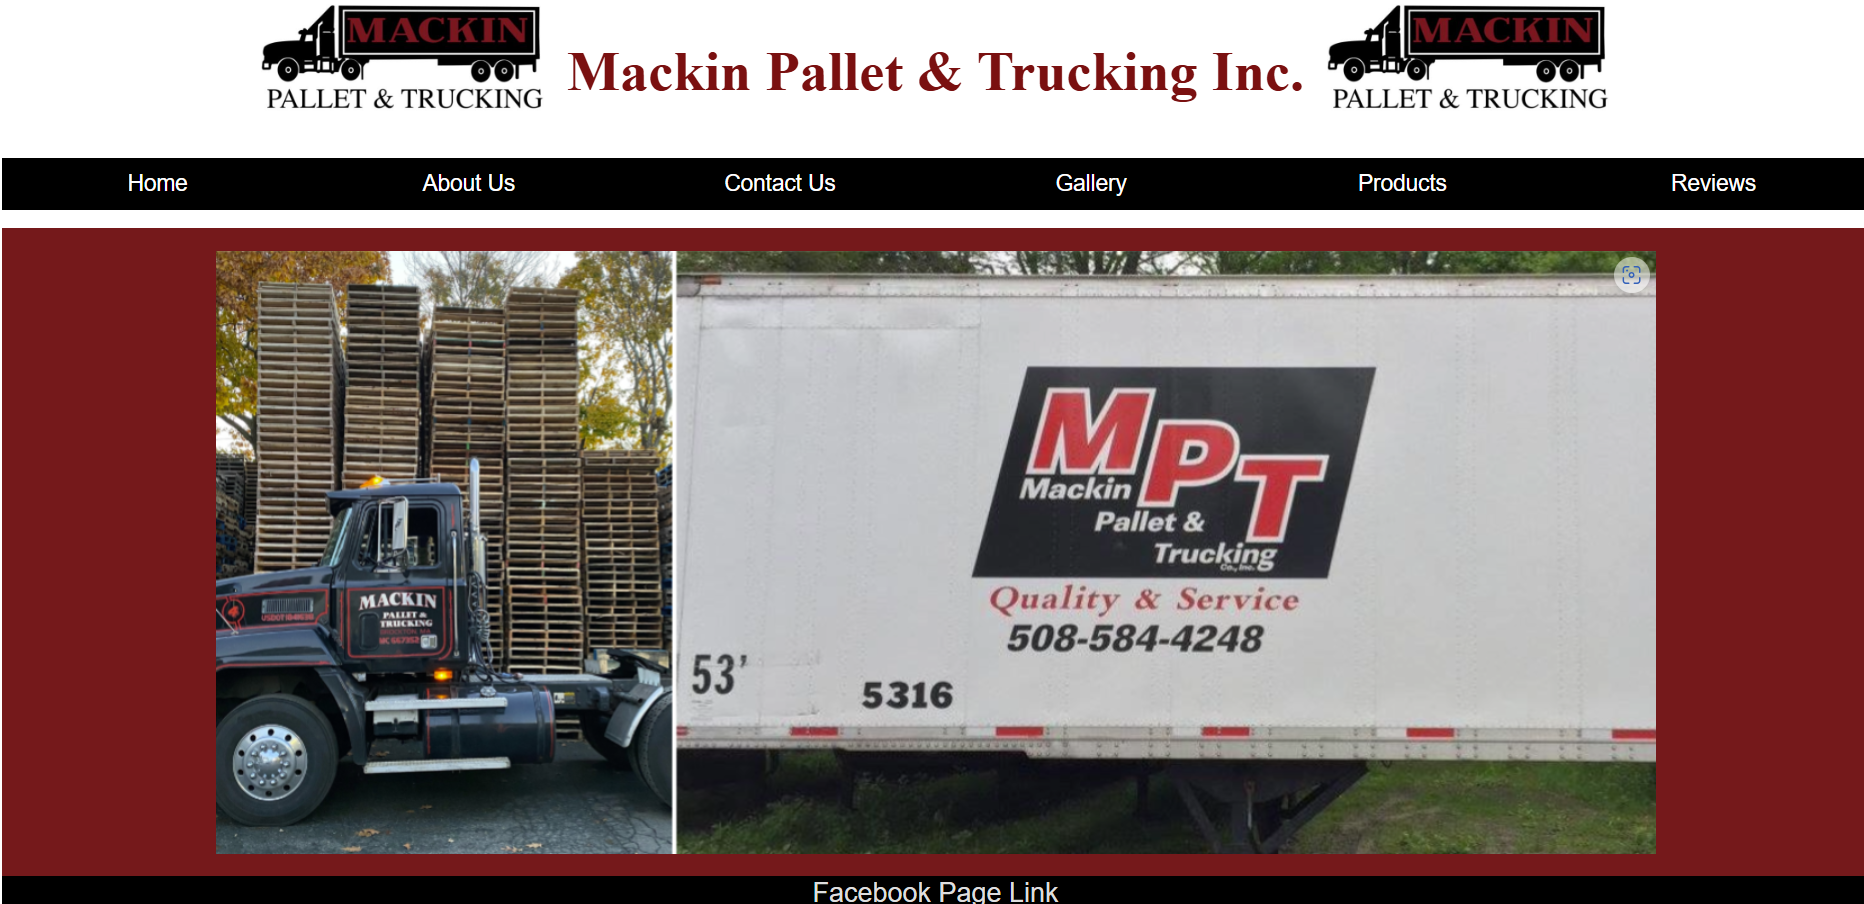 MACKIN
PALLET & TRUCKING
Mackin Pallet & Trucking Inc.
MACKIN
PALLET & TRUCKING
Home
About Us
Contact Us
Gallery
Products
Reviews
MACKIN
PALLET &
TRUCKING
MPT
Mackin
Pallet &
Trucking
Co., Inc.
Quality & Service
508-584-4248
53'
5316
Facebook Page Link